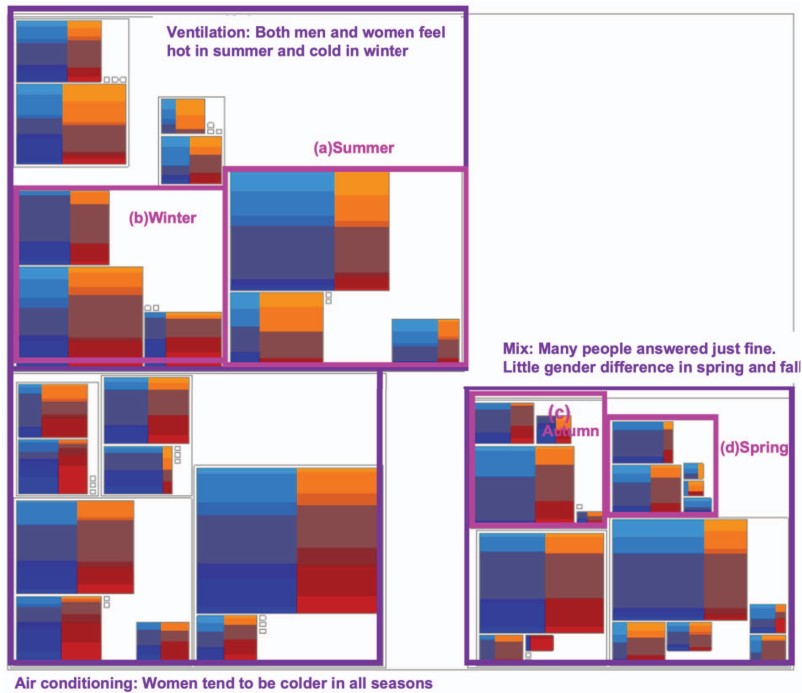 Ventilation: Both men and women feel
hot in summer and cold in winter
(a)Summer
(b)Winter
Mix: Many people answered just fine.
Little gender difference in spring and fall
(c)
Autumn
(d)Spring
Air conditioning: Women tend to be colder in all seasons